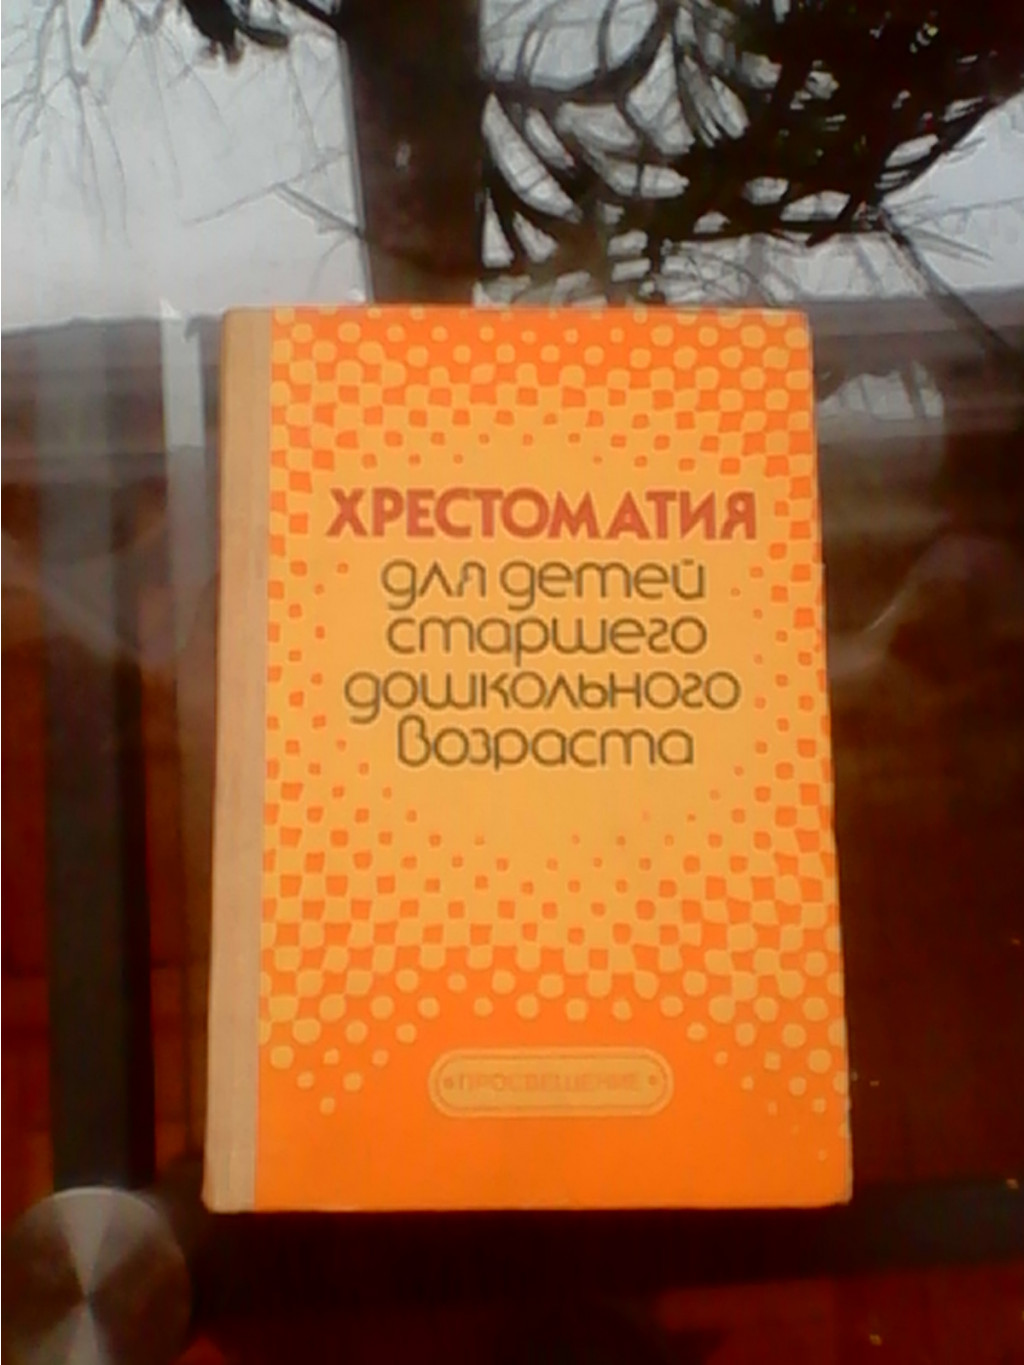 ХРЕСТОМАТИЯ
для детей
старшего
дошкольного
возраста
ПРОСВЕЩЕНИЕ